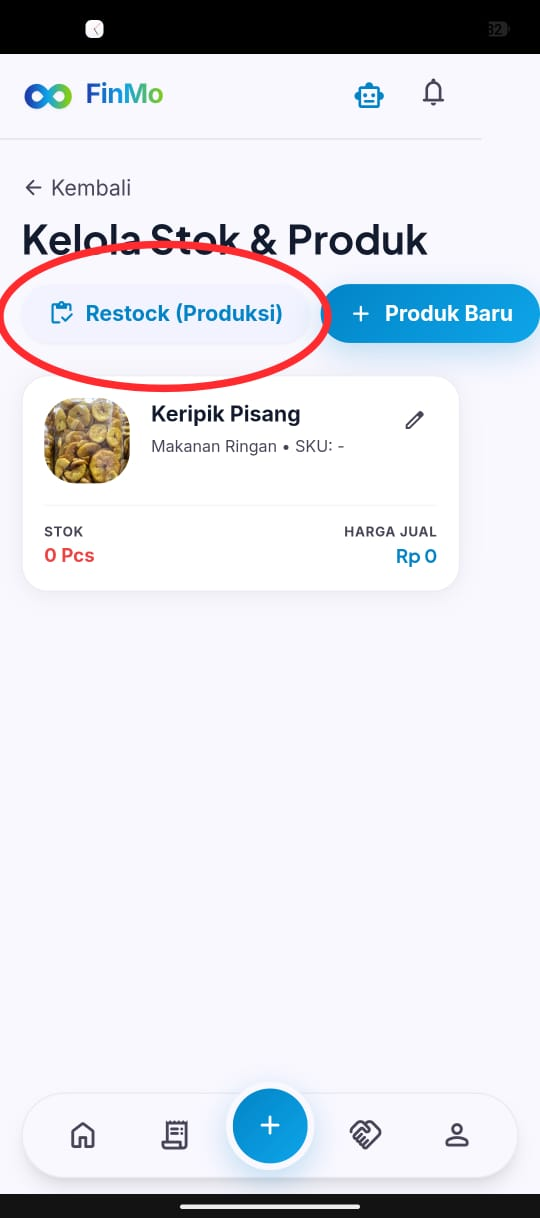 32
FinMo
Kembali
Kelola Stok & Produk
Restock (Produksi)
+ Produk Baru
Keripik Pisang
Makanan Ringan • SKU: -
STOK
HARGA JUAL
0 Pcs
Rp 0